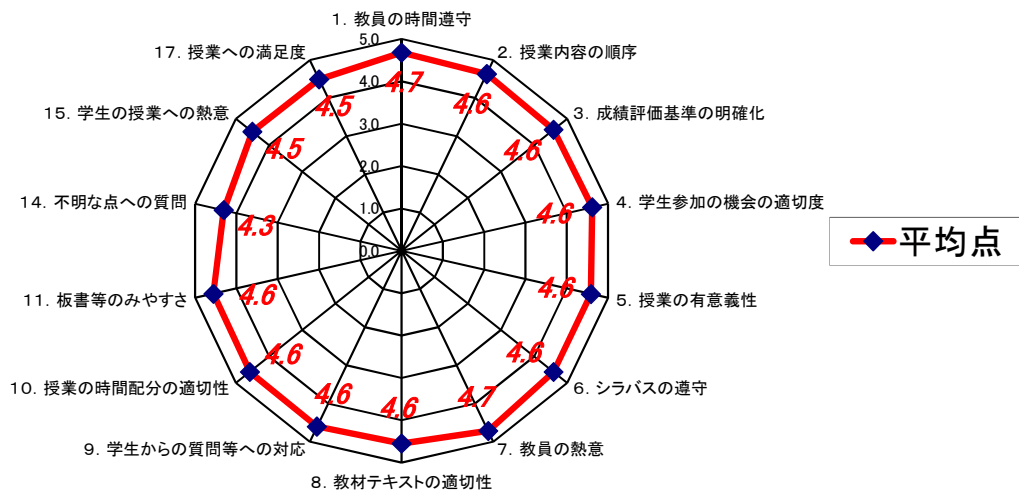 1. 教員の時間遵守
5.0
17. 授業への満足度
2. 授業内容の順序
4.0
4.7
4.5
4.6
15. 学生の授業への熱意
3. 成績評価基準の明確化
3.0
4.5
4.6
2.0
14. 不明な点への質問
4. 学生参加の機会の適切度
1.0
4.3
4.6
平均点
0.0
11. 板書等のみやすさ
4.6
4.6
5. 授業の有意義性
4.6
4.6
10. 授業の時間配分の適切性
6. シラバスの遵守
4.6
4.6
4.7
9. 学生からの質問等への対応
7. 教員の熱意
8. 教材テキストの適切性